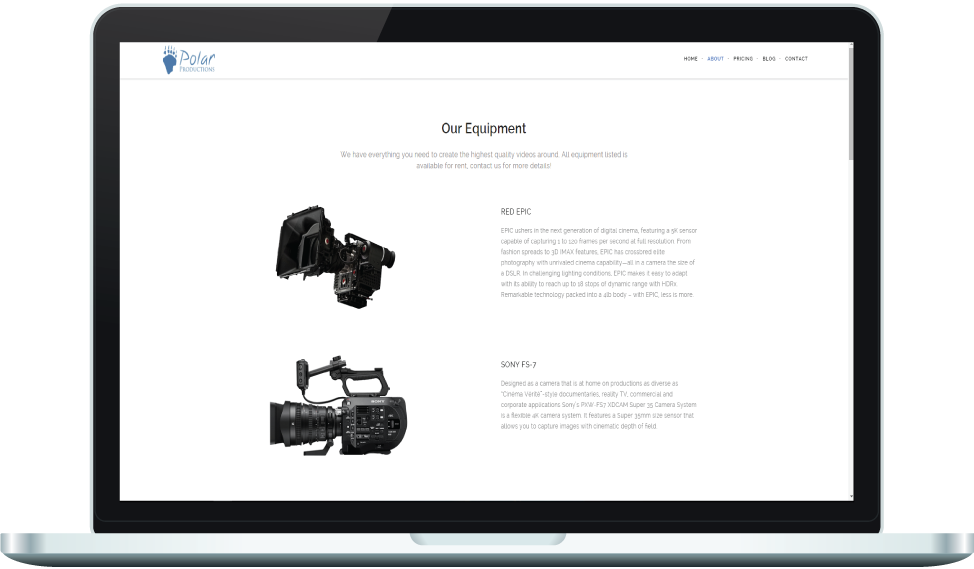 Polar
PRODUCTIONS
HOME ABOUT PRICING BLOG CONTACT
Our Equipment
We have everything you need to create the highest quality videos around. All equipment listed is
available for rent, contact us for more details!
RED EPIC
EPIC ushers in the next generation of digital cinema, featuring a 5K sensor
capable of capturing 1 to 120 frames per second at full resolution. From
fashion spreads to 3D IMAX features, EPIC has crossbred elite
photography with unrivaled cinema capability—all in a camera the size of
a DSLR. In challenging lighting conditions, EPIC makes it easy to adapt
with its ability to reach up to 18 stops of dynamic range with HDRx.
Remarkable technology packed into a 4lb body – with EPIC, less is more.
SONY FS-7
Designed as a camera that is at home on productions as diverse as
"Cinéma Vérité"-style documentaries, reality TV, commercial and
corporate applications Sony's PXW-FS7 XDCAM Super 35 Camera System
is a flexible 4K camera system. It features a Super 35mm size sensor that
allows you to capture images with cinematic depth of field.
SONY